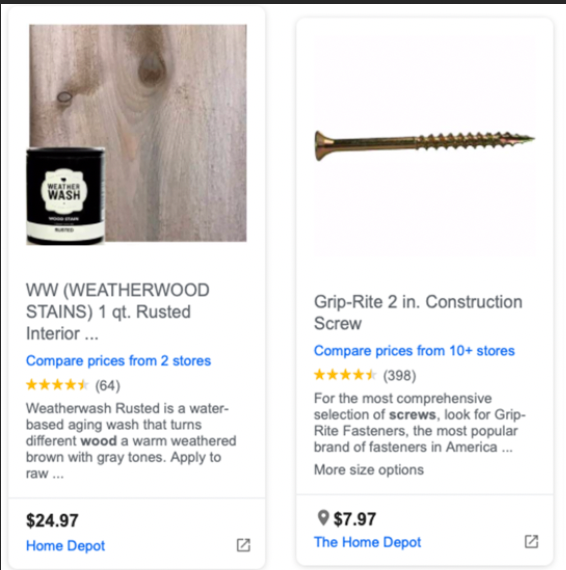 WEATHER
WASH
WOOD STAIN
RUSTED
WW (WEATHERWOOD
STAINS) 1 qt. Rusted
Interior ...
Compare prices from 2 stores
(64)
Weatherwash Rusted is a water-
based aging wash that turns
different wood a warm weathered
brown with gray tones. Apply to
raw ...
$24.97
Home Depot
Grip-Rite 2 in. Construction
Screw
Compare prices from 10+ stores
(398)
For the most comprehensive
selection of screws, look for Grip-
Rite Fasteners, the most popular
brand of fasteners in America ...
More size options
$7.97
The Home Depot